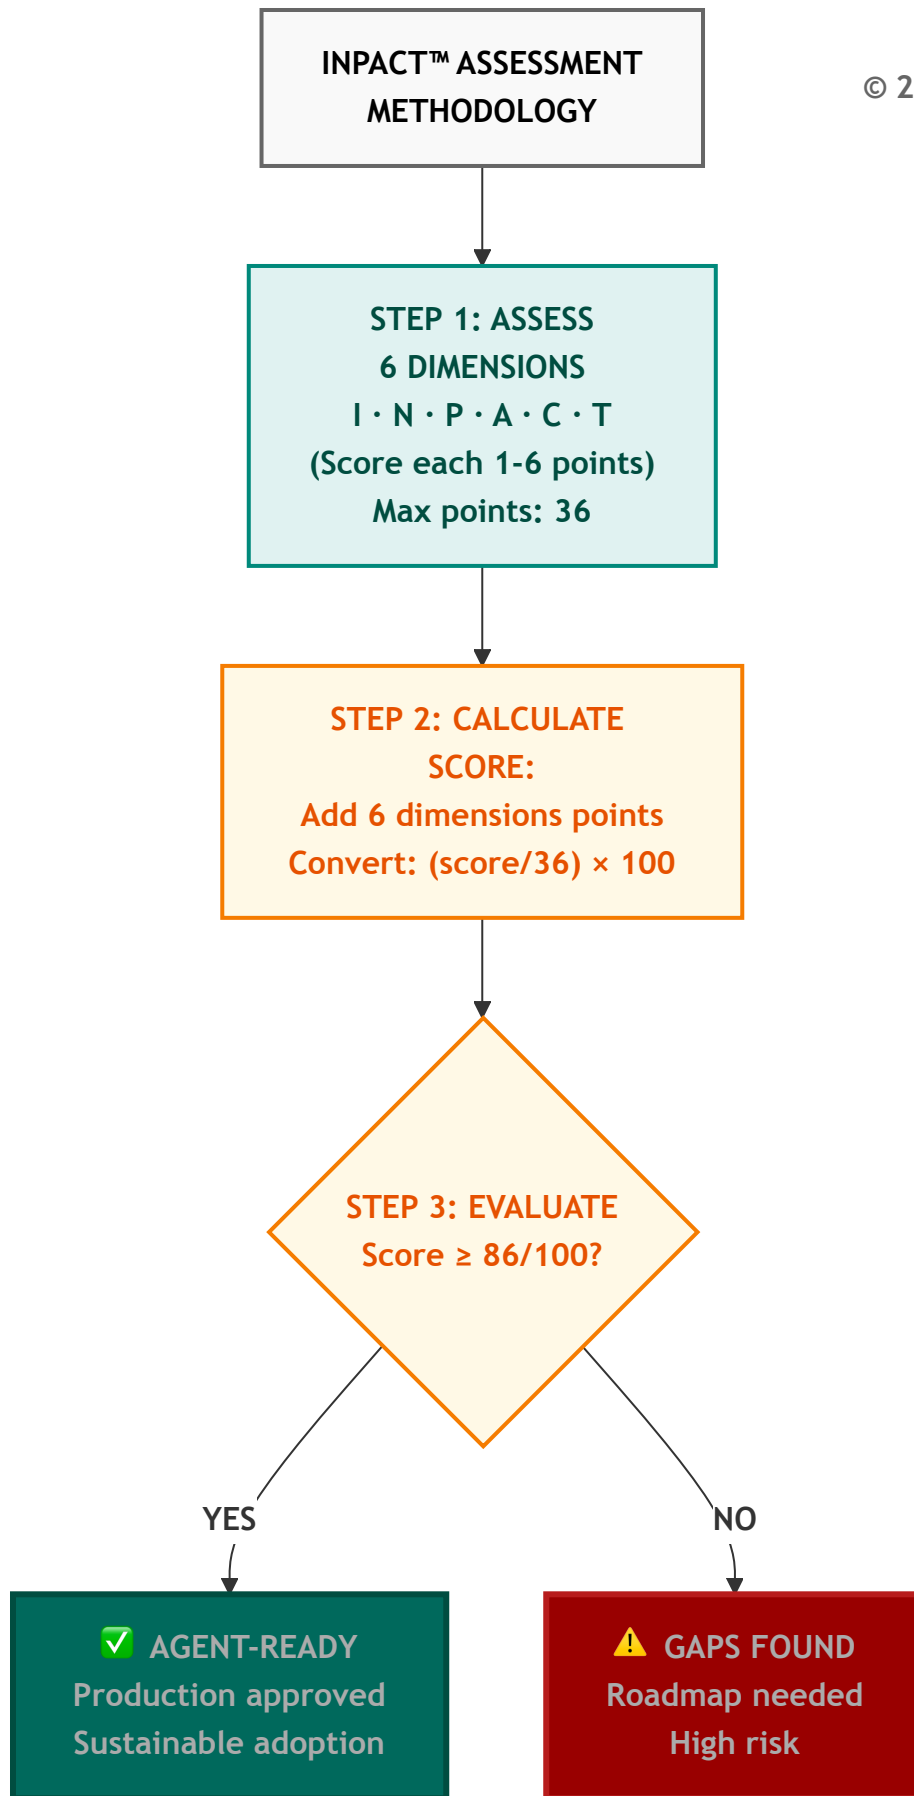 INPACT™ ASSESSMENT
METHODOLOGY
© 2
STEP 1: ASSESS
6 DIMENSIONS
I · N · P · A · C · T
(Score each 1-6 points)
Max points: 36
STEP 2: CALCULATE
SCORE:
Add 6 dimensions points
Convert: (score/36) × 100
STEP 3: EVALUATE
Score ≥ 86/100?
YES
NO
✅ AGENT-READY
Production approved
Sustainable adoption
⚠️ GAPS FOUND
Roadmap needed
High risk